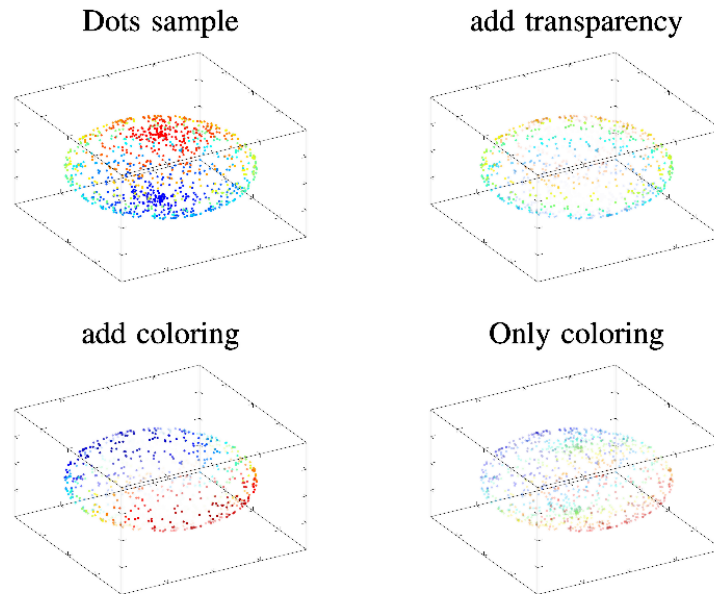 Dots sample
add transparency
add coloring
Only coloring